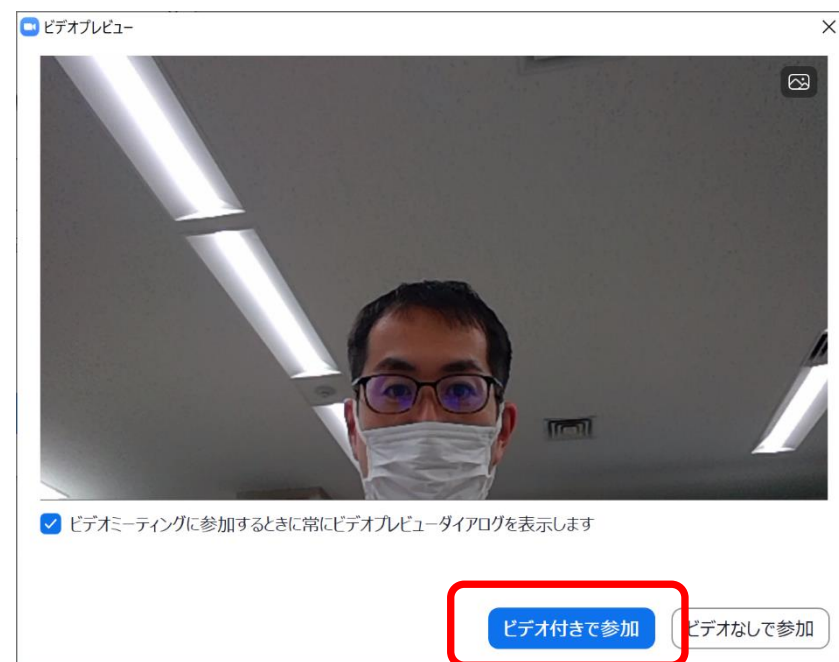 ビデオプレビュー
ビデオミーティングに参加するときに常にビデオプレビューダイアログを表示します
ビデオ付きで参加
ビデオなしで参加